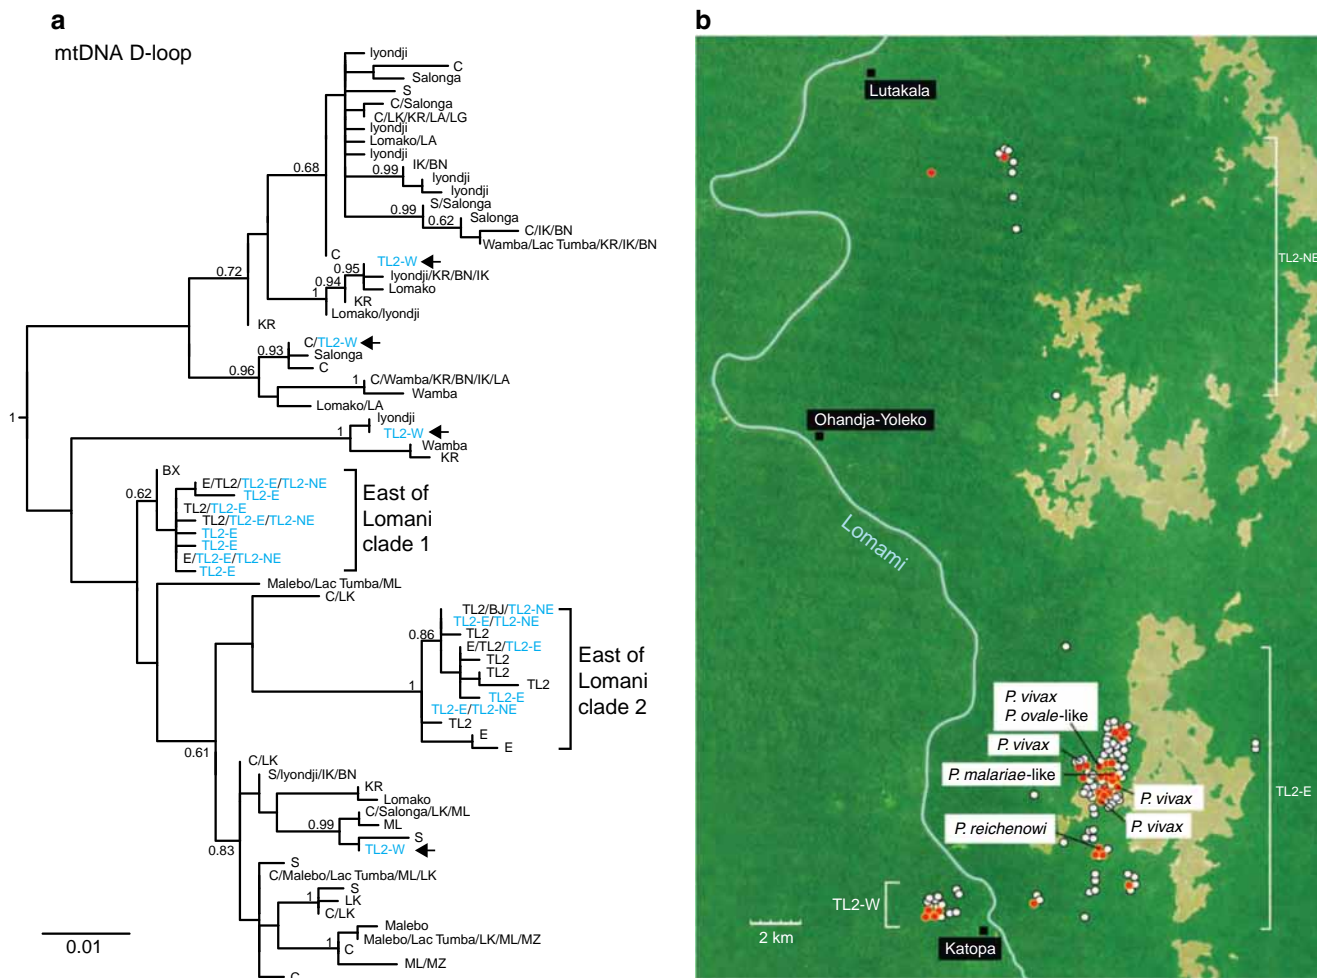 a
mtDNA D-loop
Iyondji
C
Salonga
S
C/Salonga
C/LK/KR/LA/LG
Iyondji
Lomako/LA
Iyondji
0.68
IK/BN
0.99
Iyondji
Iyondji
S/Salonga
0.99
0.62
Salonga
C/IK/BN
Wamba/Lac Tumba/KR/IK/BN
C
0.72
TL2-W
0.95
Iyondji/KR/BN/IK
0.94
Lomako
1
KR
Lomako/Iyondji
KR
C/TL2-W
0.93
Salonga
0.96
C
1
C/Wamba/KR/BN/IK/LA
Wamba
Lomako/LA
1
Iyondji
1
TL2-W
Wamba
KR
BX
0.62
E/TL2/TL2-E/TL2-NE
TL2-E
TL2/TL2-E
TL2/TL2-E/TL2-NE
TL2-E
TL2-E
E/TL2-E/TL2-NE
TL2-E
East of
Lomani
clade 1
Malebo/Lac Tumba/ML
C/LK
TL2/BJ/TL2-NE
TL2-E/TL2-NE
0.86
TL2
E/TL2/TL2-E
TL2
TL2
TL2
1
TL2-E
TL2-E/TL2-NE
TL2
E
E
East of
Lomani
clade 2
0.61
C/LK
S/Iyondji/IK/BN
KR
Lomako
C/Salonga/LK/ML
0.99
ML
S
TL2-W
0.83
S
C/Malebo/Lac Tumba/ML/LK
S
1
LK
C/LK
Malebo
Malebo/Lac Tumba/LK/ML/MZ
1
C
ML/MZ
C
0.01
b
Lutakala
TL2-NE
Ohandja-Yoleko
Lomami
P. vivax
P. ovale-like
P. vivax
P. malariae-like
P. vivax
P. vivax
P. reichenowi
TL2-E
TL2-W
2 km
Katopa